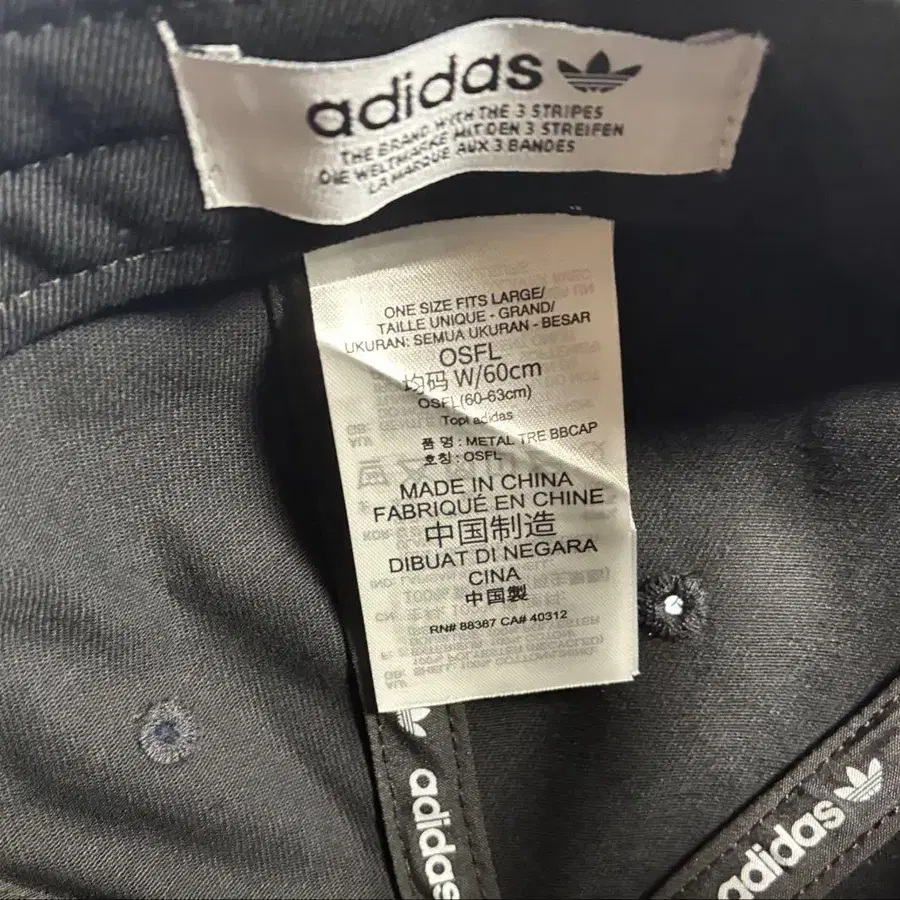 adidas
THE BRAND WITH THE 3 STRIPES
DIE WELTMARKE MIT DEN 3 STREIFEN
LA MARQUE AUX 3 BANDES
ONE SIZE FITS LARGE/
TAILLE UNIQUE - GRAND/
UKURAN: SEMUA UKURAN - BESAR
OSFL
均码 W/60cm
OSFL(60-63cm)
Topi adidas
품 명 : METAL TRE BBCAP
호칭 : OSFL
MADE IN CHINA
FABRIQUÉ EN CHINE
中国制造
DIBUAT DI NEGARA
CINA
中国製
RN# 88387 CA# 40312
adidas
adidas